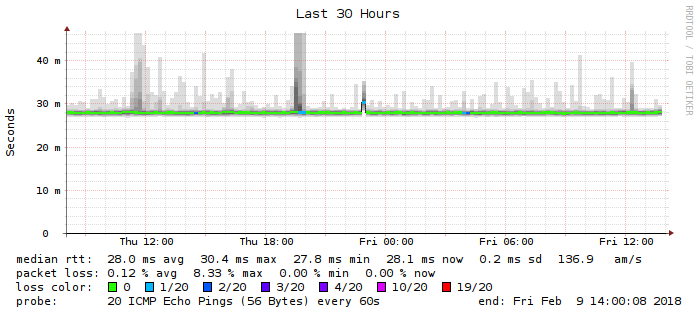 Last 30 Hours
RRDTOOL / TOBI OETIKER
Seconds
40 m
30 m
20 m
10 m
0
Thu 12:00 Thu 18:00 Fri 00:00 Fri 06:00 Fri 12:00
median rtt: 28.0 ms avg 30.4 ms max 27.8 ms min 28.1 ms now 0.2 ms sd 136.9 am/s
packet loss: 0.12 % avg 8.33 % max 0.00 % min 0.00 % now
loss color: 0 1/20 2/20 3/20 4/20 10/20 19/20
probe: 20 ICMP Echo Pings (56 Bytes) every 60s end: Fri Feb 9 14:00:08 2018